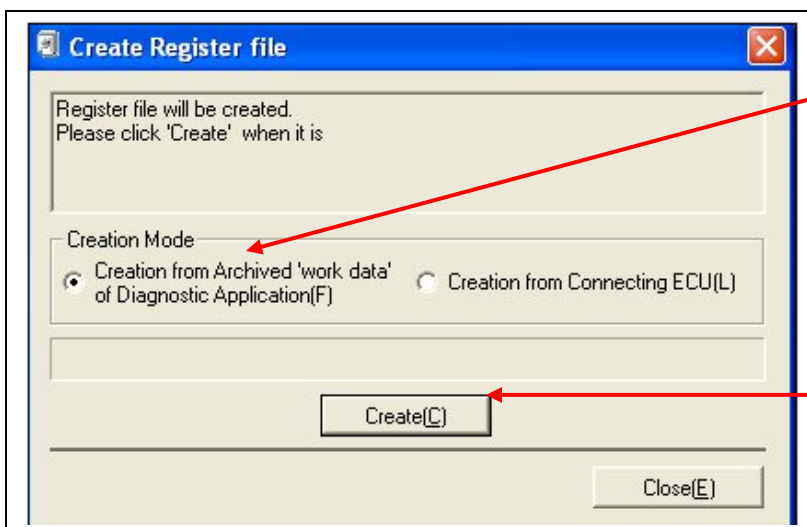 Create Register file
Register file will be created.
Please click 'Create'  when it is
Creation Mode
Creation from Archived 'work data'
of Diagnostic Application(F)
Creation from Connecting ECU(L)
Create(C)
Close(E)